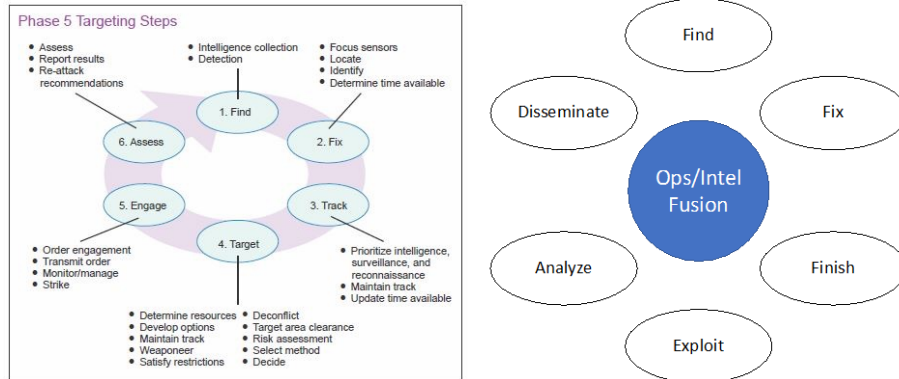 Phase 5 Targeting Steps
• Assess
• Report results
• Re-attack
recommendations
• Intelligence collection
• Detection
• Focus sensors
• Locate
• Identify
• Determine time available
1. Find
6. Assess
2. Fix
5. Engage
3. Track
4. Target
• Order engagement
• Transmit order
• Monitor/manage
• Strike
• Prioritize intelligence,
surveillance, and
reconnaissance
• Maintain track
• Update time available
• Determine resources
• Develop options
• Maintain track
• Weaponeer
• Satisfy restrictions
• Deconflict
• Target area clearance
• Risk assessment
• Select method
• Decide
Find
Disseminate
Fix
Ops/Intel
Fusion
Analyze
Finish
Exploit